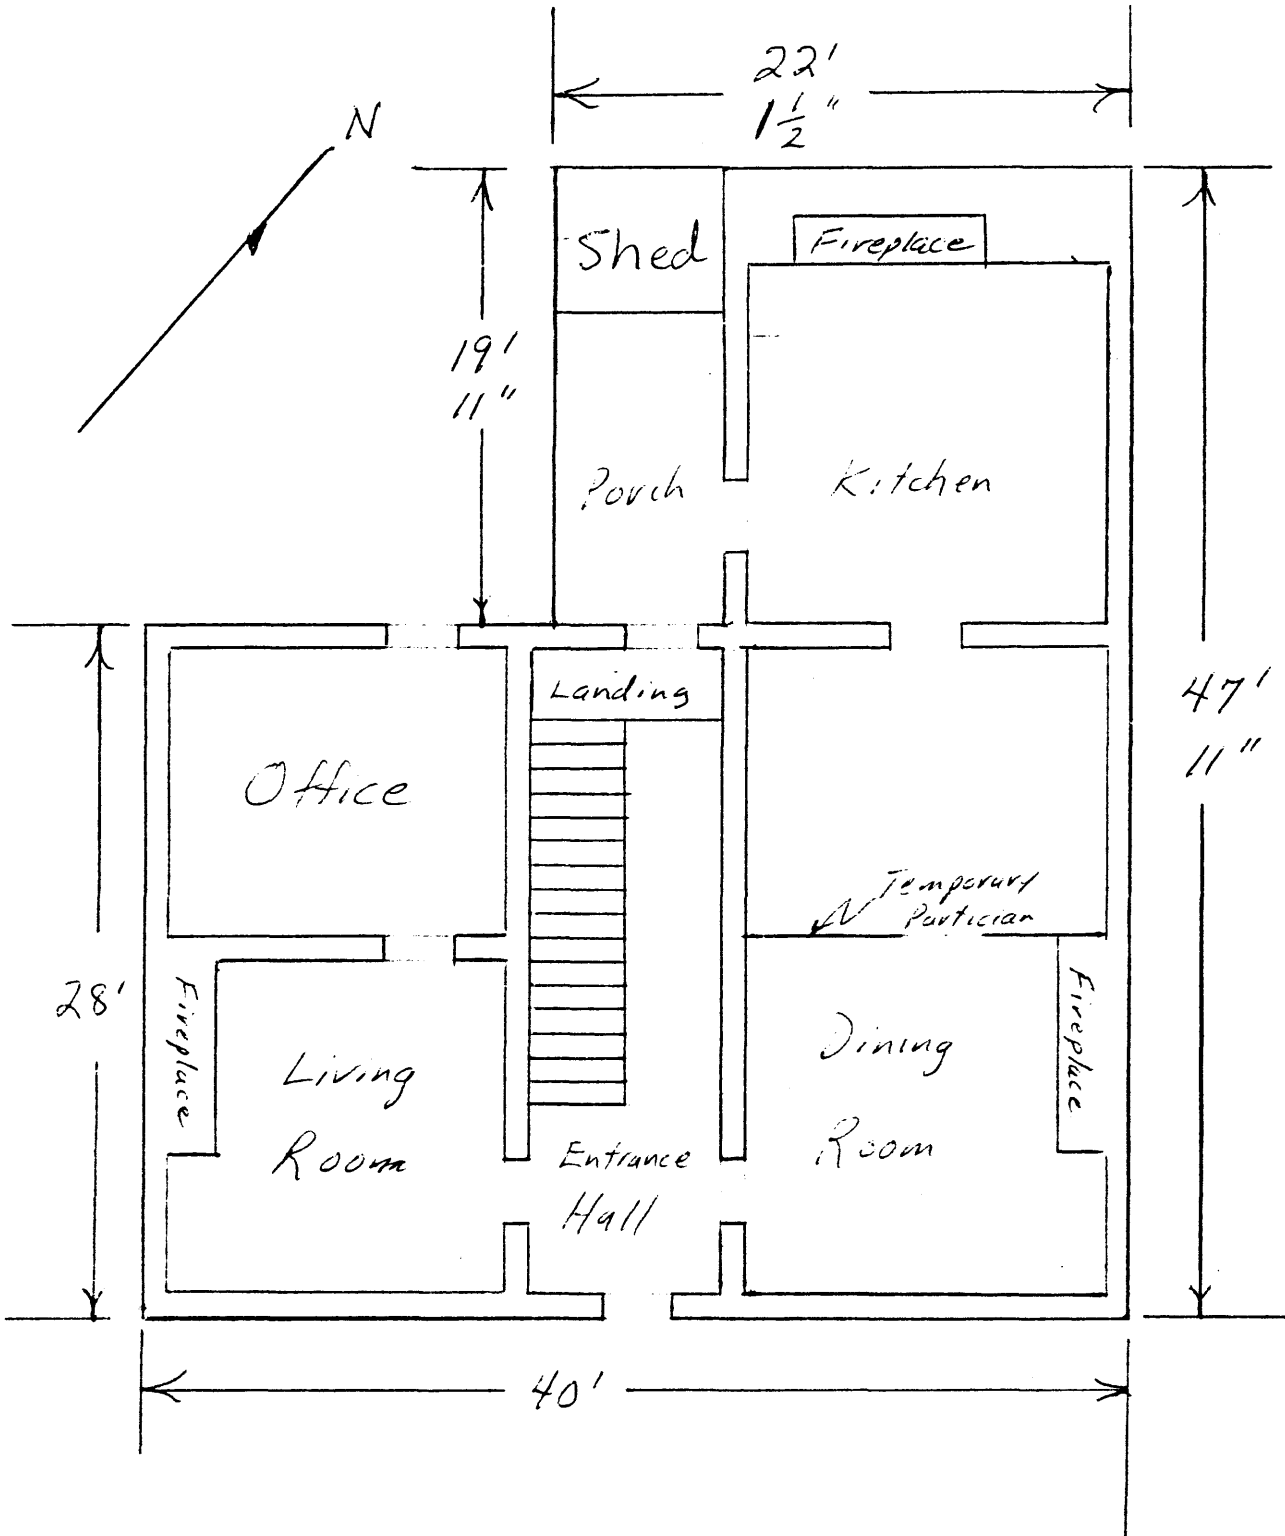 22'
1 1/2"
N
Shed
Fireplace
19'
11"
Porch
Kitchen
Landing
47'
11"
Office
Temporary
Partician
28'
Fireplace
Living
Room
Entrance
Hall
Dining
Room
Fireplace
40'